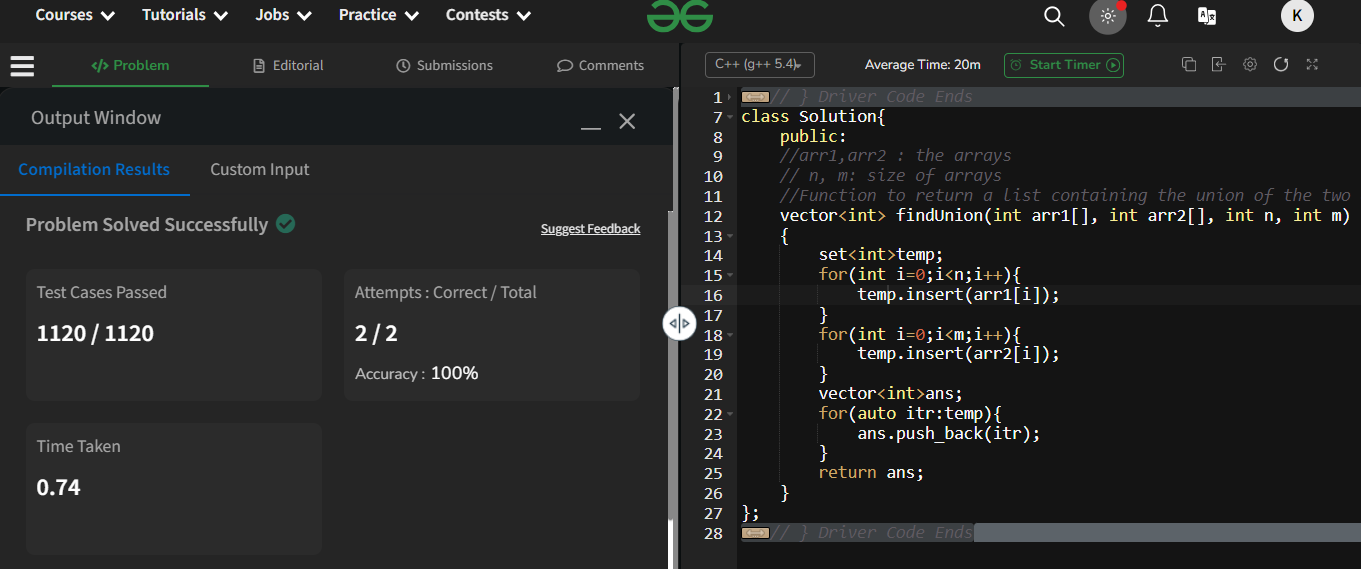 Courses Tutorials Jobs Practice Contests K
Problem Editorial Submissions Comments
C++ (g++ 5.4) Average Time: 20m Start Timer
Output Window
Compilation Results Custom Input
Problem Solved Successfully
Suggest Feedback
Test Cases Passed
1120 / 1120
Attempts : Correct / Total
2 / 2
Accuracy : 100%
Time Taken
0.74
1 // } Driver Code Ends
7 class Solution{
8 public:
9 //arr1,arr2 : the arrays
10 // n, m: size of arrays
11 //Function to return a list containing the union of the two
12 vector<int> findUnion(int arr1[], int arr2[], int n, int m)
13 {
14 set<int>temp;
15 for(int i=0;i<n;i++){
16 temp.insert(arr1[i]);
17 }
18 for(int i=0;i<m;i++){
19 temp.insert(arr2[i]);
20 }
21 vector<int>ans;
22 for(auto itr:temp){
23 ans.push_back(itr);
24 }
25 return ans;
26 }
27 };
28 // } Driver Code Ends